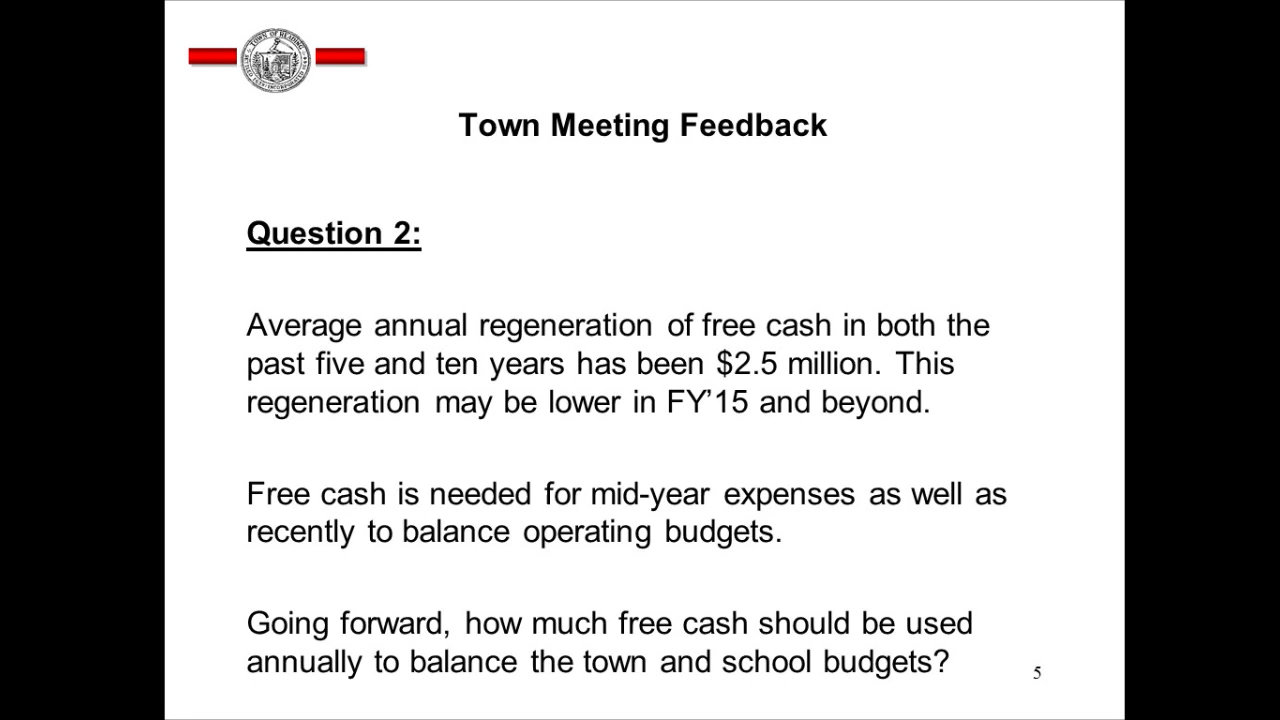 TOWN OF READING
Town Meeting Feedback
Question 2:
Average annual regeneration of free cash in both the
past five and ten years has been $2.5 million. This
regeneration may be lower in FY’15 and beyond.
Free cash is needed for mid-year expenses as well as
recently to balance operating budgets.
Going forward, how much free cash should be used
annually to balance the town and school budgets?
5